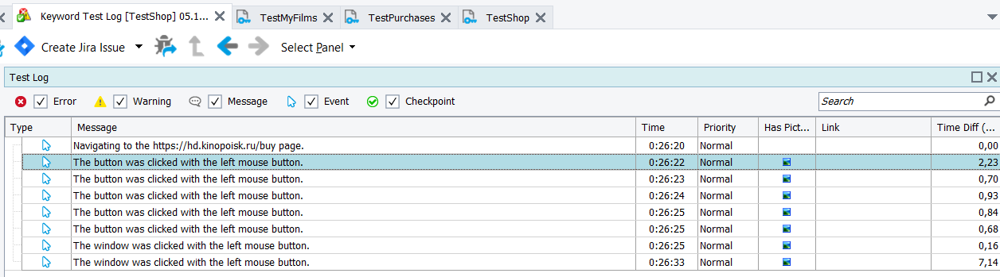 Keyword Test Log [TestShop] 05.1... TestMyFilms TestPurchases TestShop
Create Jira Issue Select Panel
Test Log
Error Warning Message Event Checkpoint Search
Type Message Time Priority Has Pict... Link Time Diff (...
Navigating to the https://hd.kinopoisk.ru/buy page. 0:26:20 Normal 0,00
The button was clicked with the left mouse button. 0:26:22 Normal 2,23
The button was clicked with the left mouse button. 0:26:23 Normal 0,70
The button was clicked with the left mouse button. 0:26:24 Normal 0,93
The button was clicked with the left mouse button. 0:26:25 Normal 0,84
The button was clicked with the left mouse button. 0:26:25 Normal 0,68
The window was clicked with the left mouse button. 0:26:25 Normal 0,16
The window was clicked with the left mouse button. 0:26:33 Normal 7,14